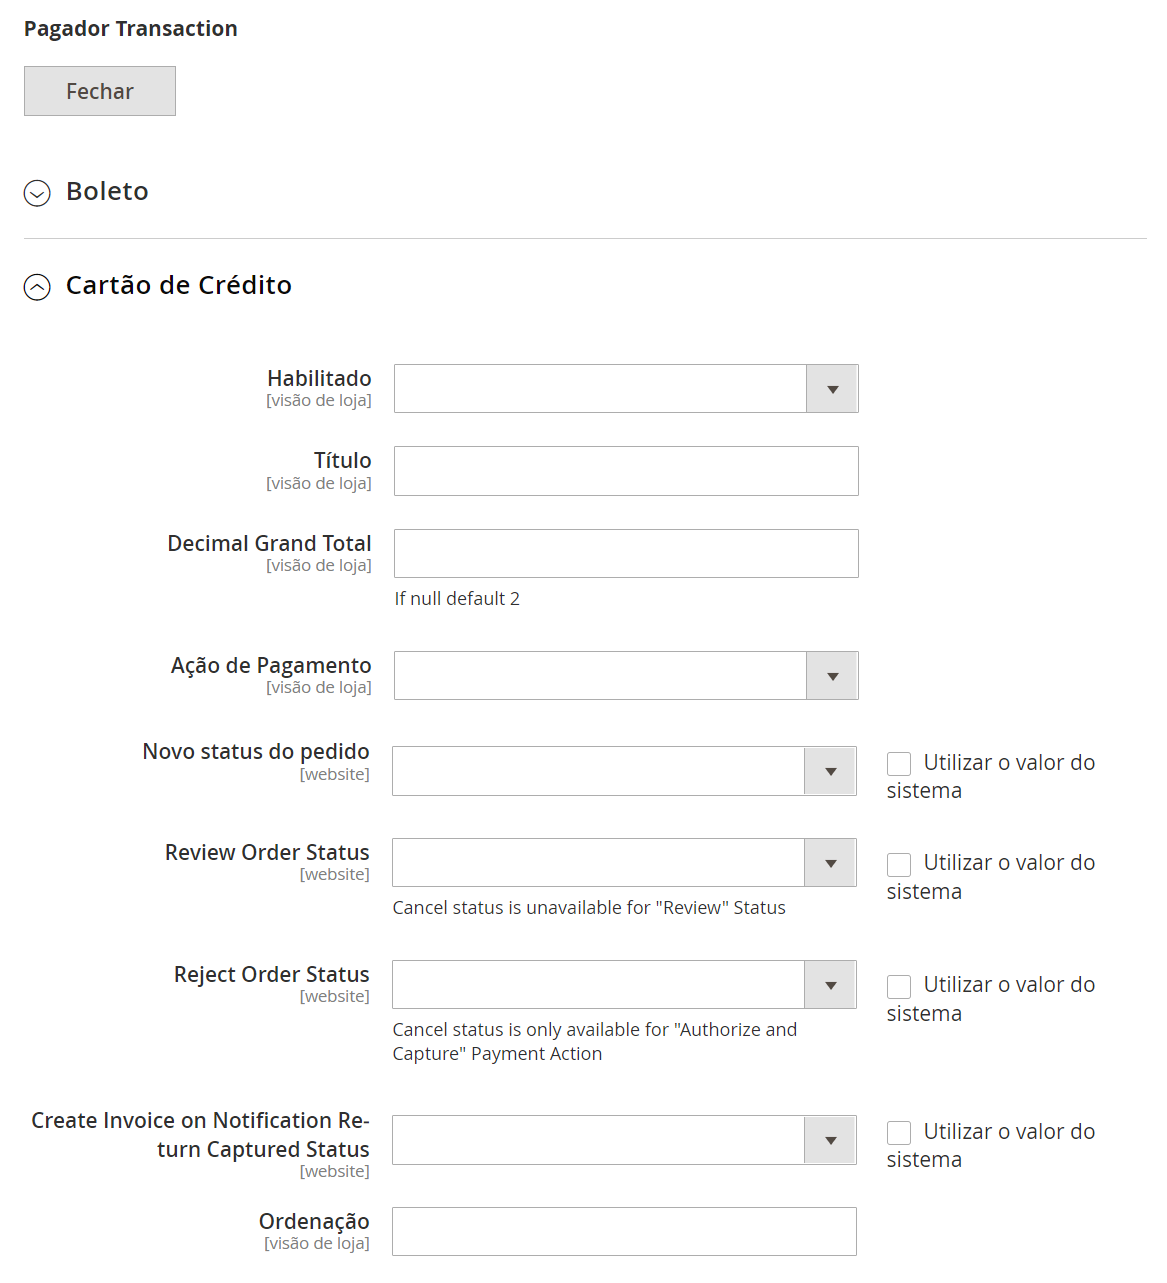 Pagador Transaction
Fechar
Boleto
Cartão de Crédito
Habilitado
[visão de loja]
Título
[visão de loja]
Decimal Grand Total
[visão de loja]
If null default 2
Ação de Pagamento
[visão de loja]
Novo status do pedido
[website]
Utilizar o valor do
sistema
Review Order Status
[website]
Utilizar o valor do
sistema
Cancel status is unavailable for "Review" Status
Reject Order Status
[website]
Utilizar o valor do
sistema
Cancel status is only available for "Authorize and
Capture" Payment Action
Create Invoice on Notification Re-
turn Captured Status
[website]
Utilizar o valor do
sistema
Ordenação
[visão de loja]